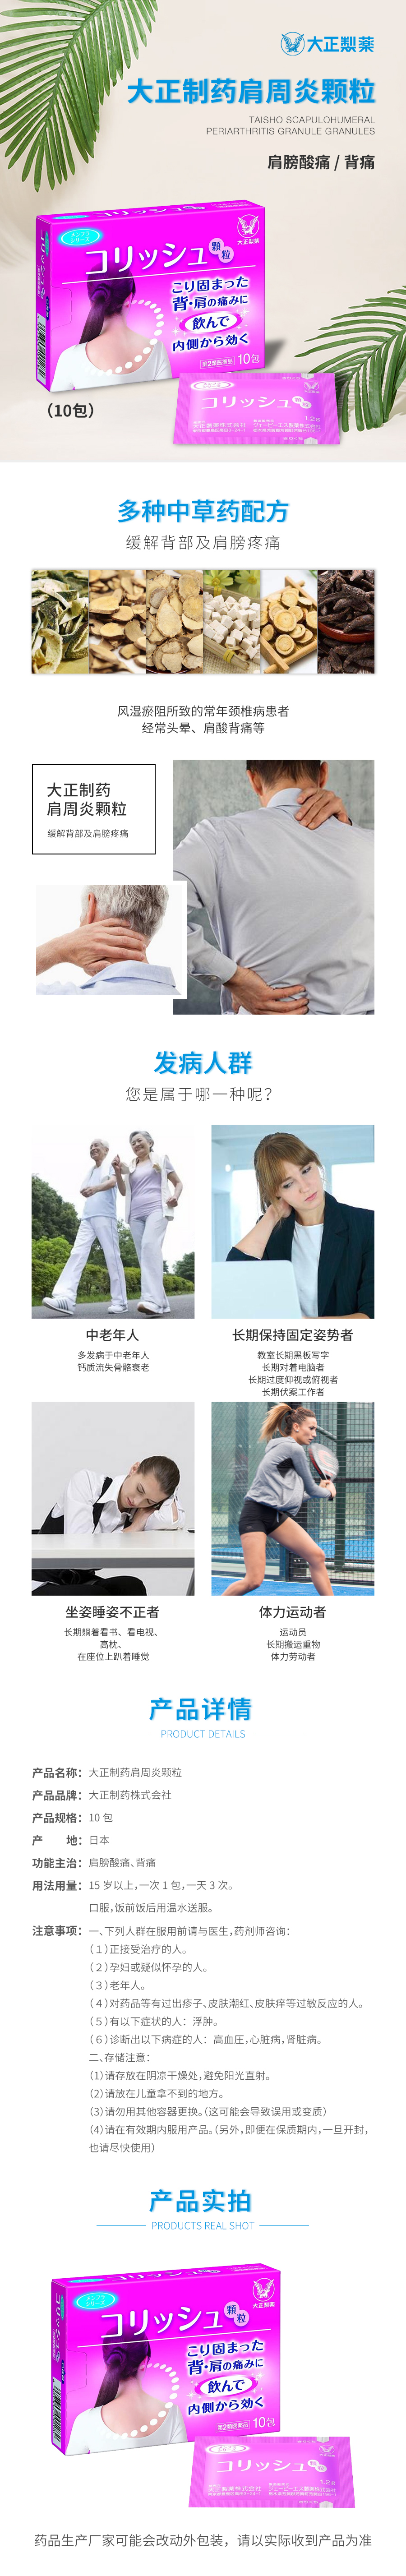 大正製薬
大正制药肩周炎颗粒
TAISHO SCAPULOHUMERAL
PERIARTHRITIS GRANULE GRANULES
肩膀酸痛 / 背痛
大正製薬
コリッシュ顆粒
こり固まった
背・肩の痛みに
飲んで
内側から効く
第2類医薬品 10包
コリッシュ顆粒
1.2g
(10包)
多种中草药配方
缓解背部及肩膀疼痛
风湿瘀阻所致的常年颈椎病患者
经常头晕、肩酸背痛等
大正制药
肩周炎颗粒
缓解背部及肩膀疼痛
发病人群
您是属于哪一种呢?
中老年人
多发病于中老年人
钙质流失骨骼衰老
长期保持固定姿势者
教室长期黑板写字
长期对着电脑者
长期过度仰视或俯视者
长期伏案工作者
坐姿睡姿不正者
长期躺着看书、看电视、
高枕、
在座位上趴着睡觉
体力运动者
运动员
长期搬运重物
体力劳动者
产品详情
PRODUCT DETAILS
产品名称: 大正制药肩周炎颗粒
产品品牌: 大正制药株式会社
产品规格: 10 包
产 地: 日本
功能主治: 肩膀酸痛、背痛
用法用量: 15 岁以上,一次 1 包,一天 3 次。
口服,饭前饭后用温水送服。
注意事项: 一、下列人群在服用前请与医生,药剂师咨询:
(1)正接受治疗的人。
(2)孕妇或疑似怀孕的人。
(3)老年人。
(4)对药品等有过出疹子、皮肤潮红、皮肤痒等过敏反应的人。
(5)有以下症状的人:浮肿。
(6)诊断出以下病症的人:高血压,心脏病,肾脏病。
二、存储注意:
(1)请存放在阴凉干燥处,避免阳光直射。
(2)请放在儿童拿不到的地方。
(3)请勿用其他容器更换。(这可能会导致误用或变质)
(4)请在有效期内服用产品。(另外,即便在保质期内,一旦开封,
也请尽快使用)
产品实拍
PRODUCTS REAL SHOT
大正製薬
コリッシュ顆粒
こり固まった
背・肩の痛みに
飲んで
内側から効く
第2類医薬品 10包
コリッシュ顆粒
1.2g
药品生产厂家可能会改动外包装，请以实际收到产品为准